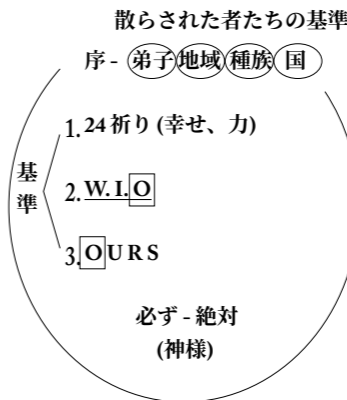 散らされた者たちの基準
序 - 弟子 地域 種族 国
基準
1. 24 祈り (幸せ、力)
2. W. I. O
3. O U R S
必ず - 絶対
(神様)